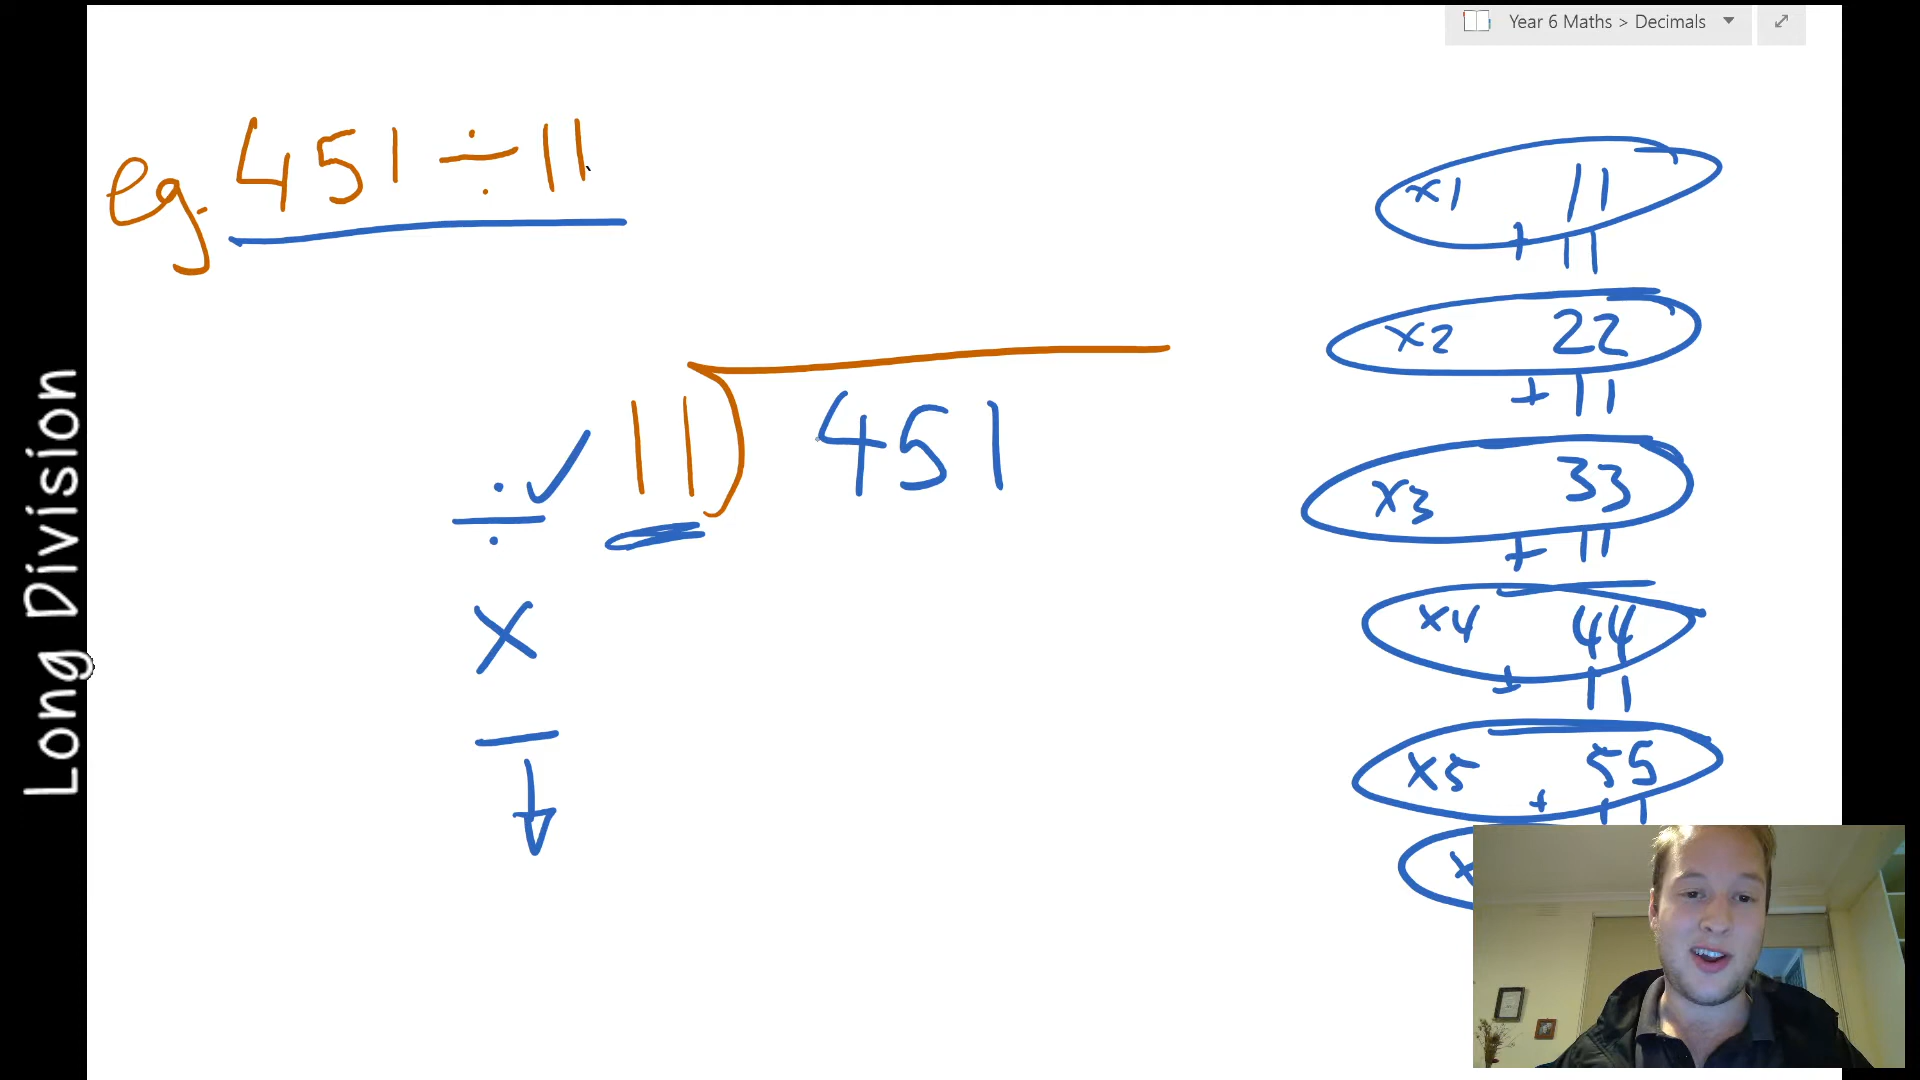 Year 6 Maths > Decimals
Long Division
eg. 451 ÷ 11
x1 11
+ 11
x2 22
+ 11
x3 33
+ 11
x4 44
+ 11
x5 55
+ 11
x
11 451
÷ ✓
x
—
↓